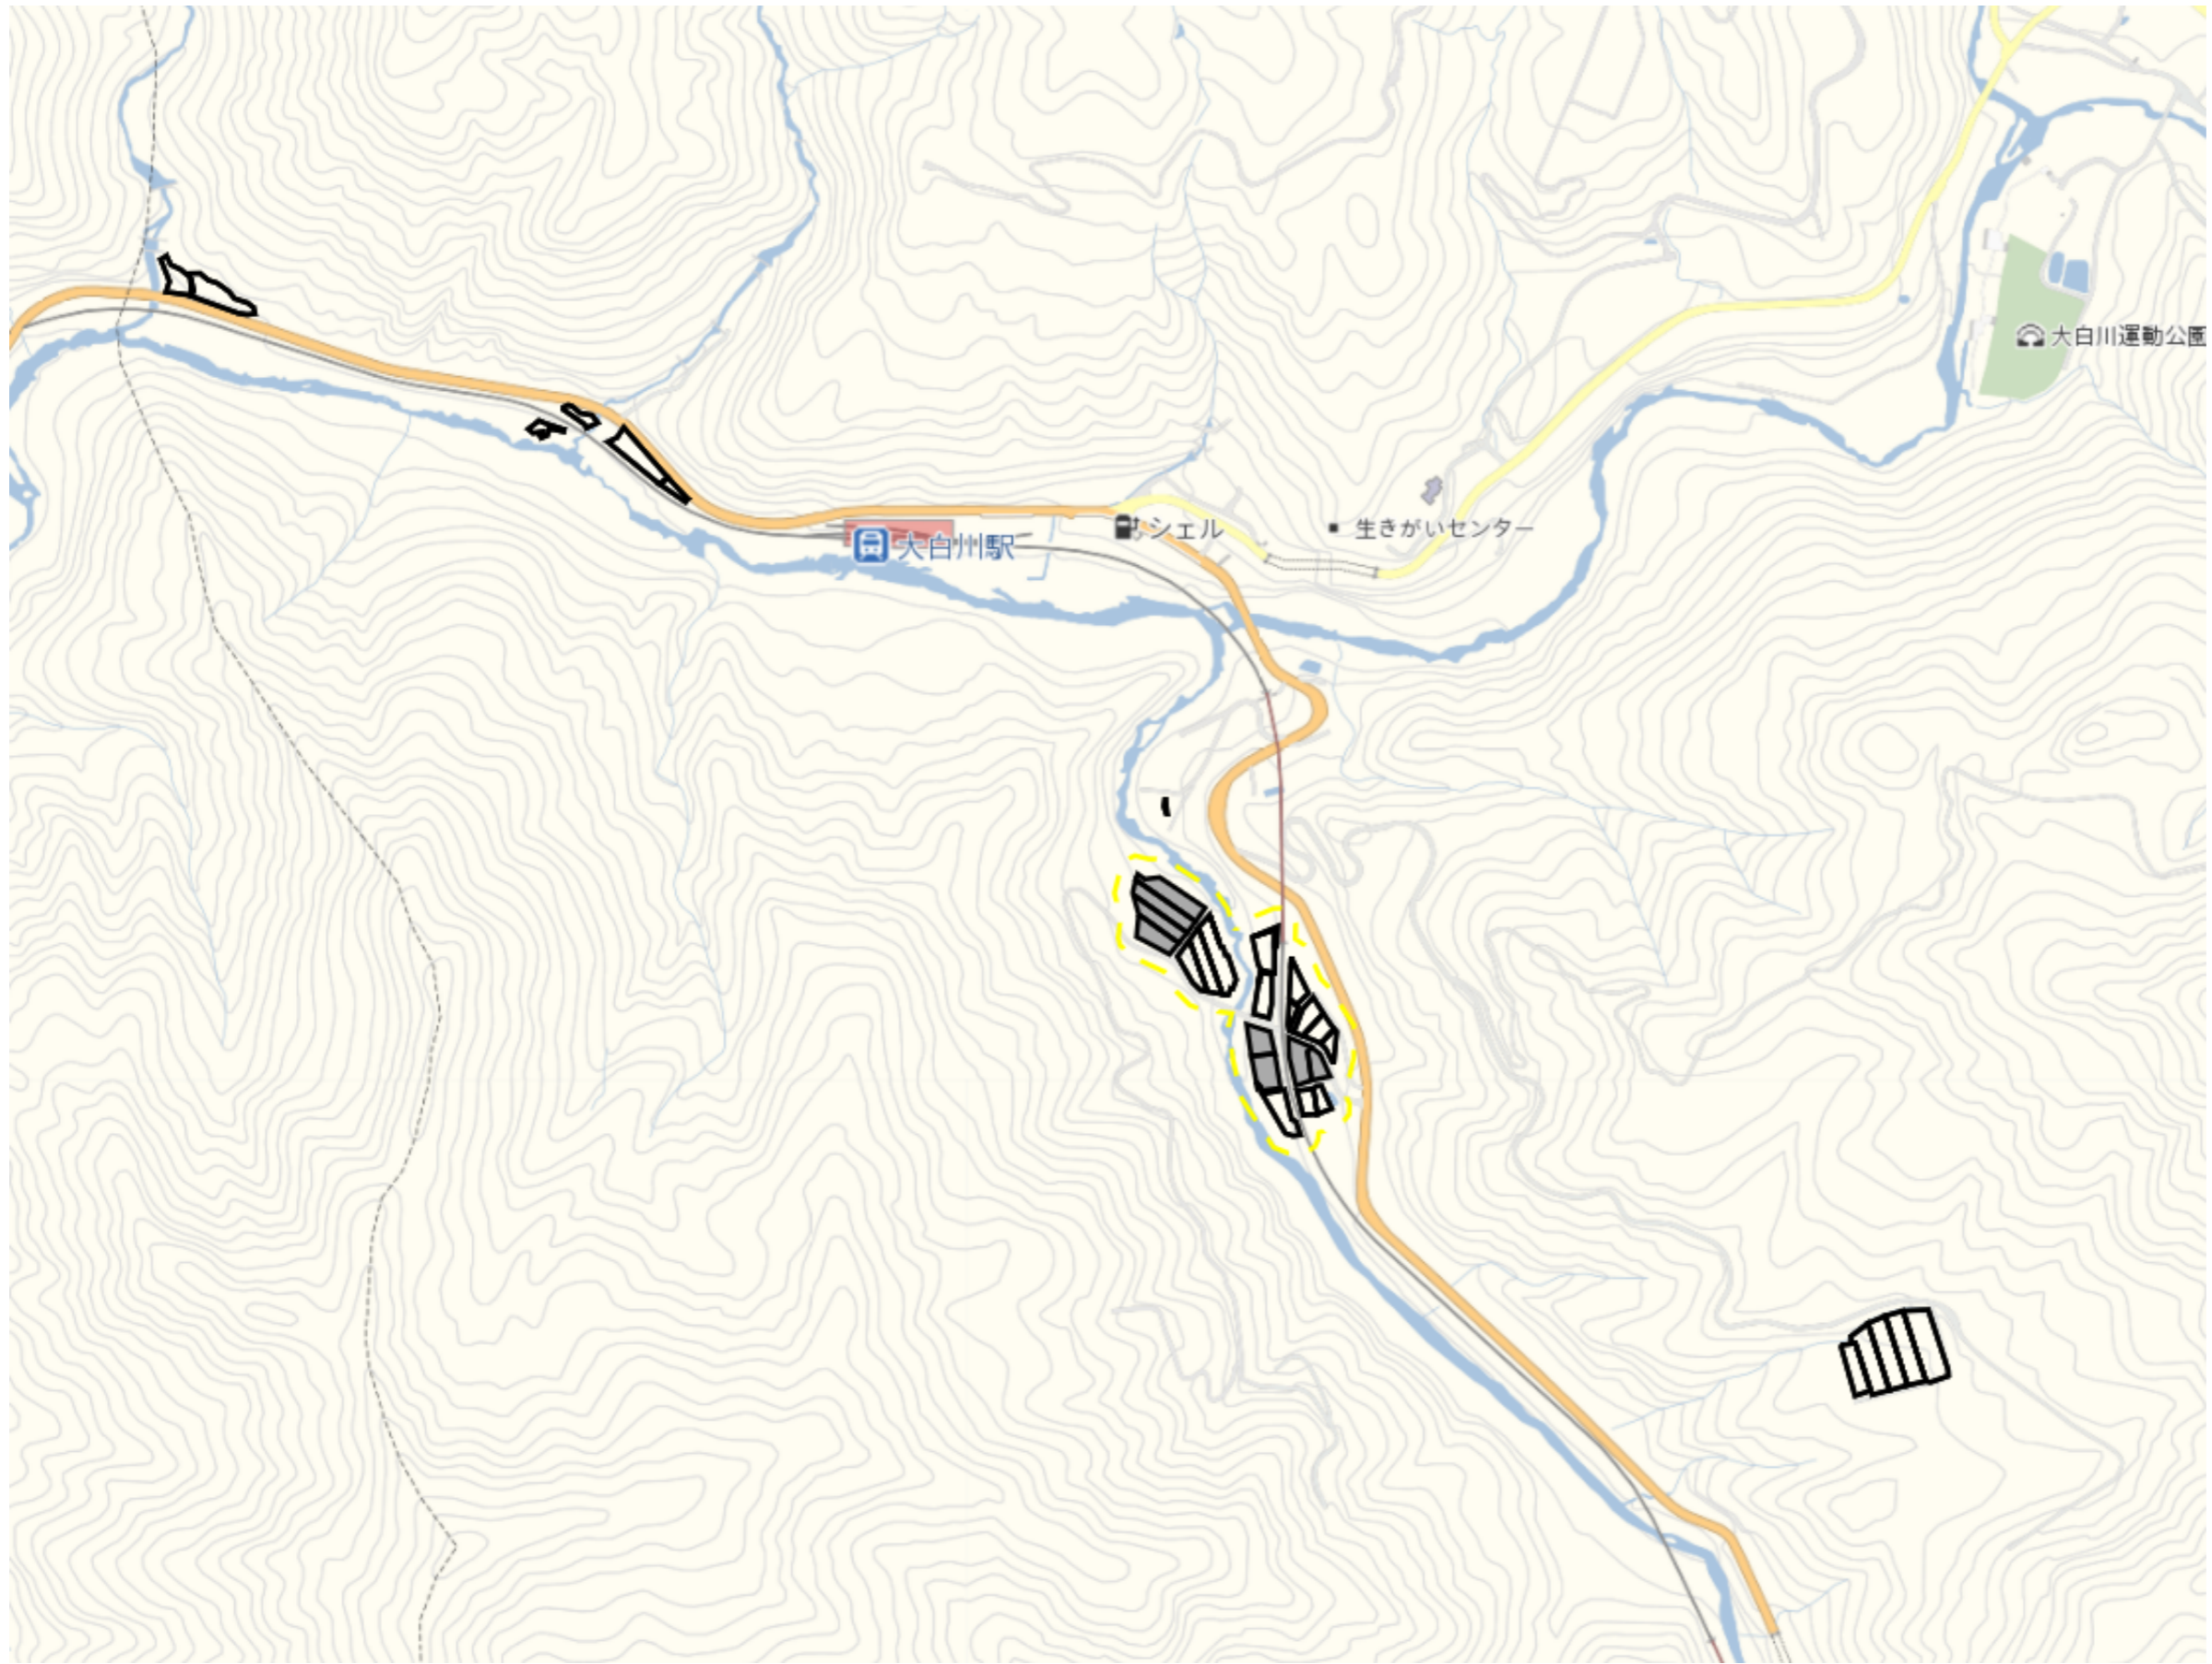 大白川運動公園
シェル
生きがいセンター
大白川駅